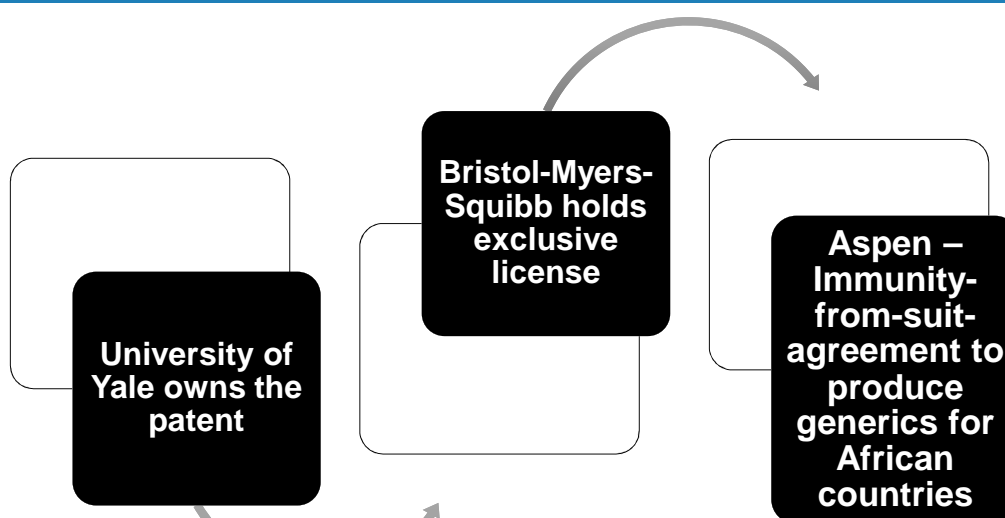 University of
Yale owns the
patent
Bristol-Myers-
Squibb holds
exclusive
license
Aspen –
Immunity-
from-suit-
agreement to
produce
generics for
African
countries